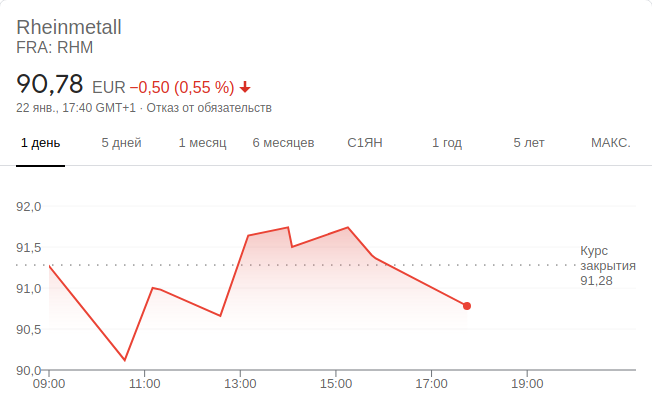 Rheinmetall
FRA: RHM
90,78 EUR −0,50 (0,55 %)
22 янв., 17:40 GMT+1 · Отказ от обязательств
1 день 5 дней 1 месяц 6 месяцев С1ЯН 1 год 5 лет МАКС.
92,0
91,5
91,0
90,5
90,0
Курс
закрытия
91,28
09:00 11:00 13:00 15:00 17:00 19:00